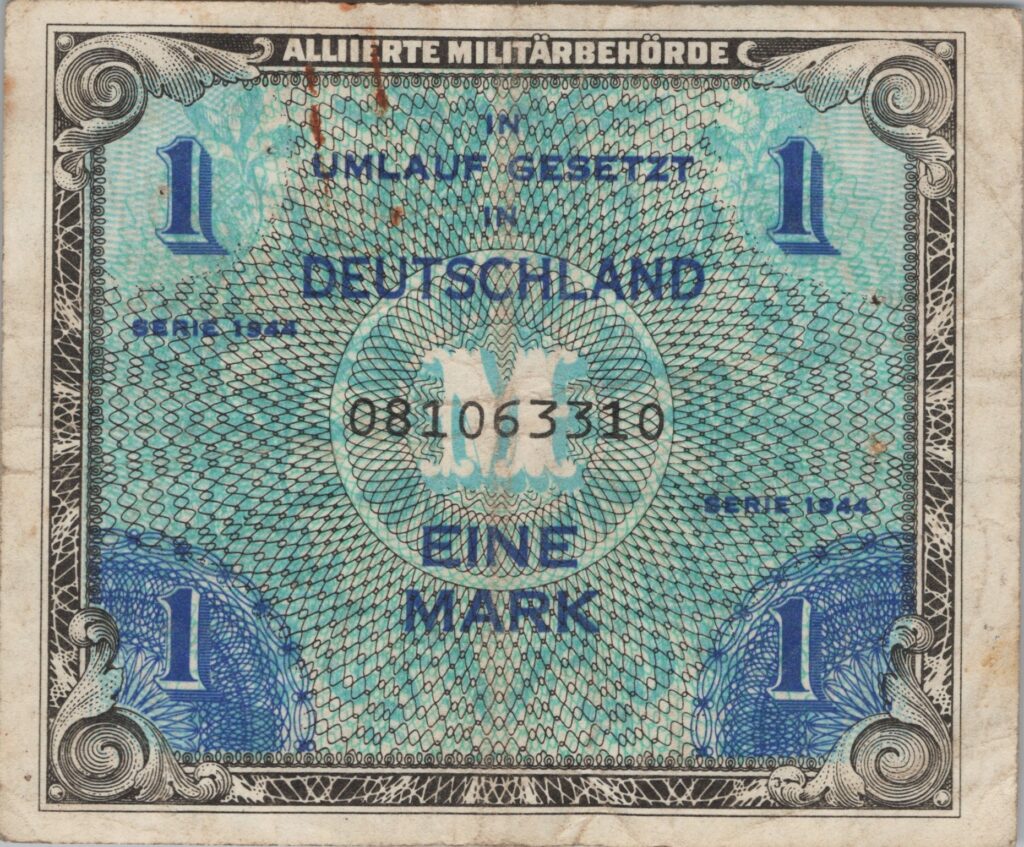 ALLIIERTE MILITÄRBEHÖRDE
1 1
IN
UMLAUF GESETZT
IN
DEUTSCHLAND
SERIE 1944
M
081063310
SERIE 1944
EINE
MARK
1 1